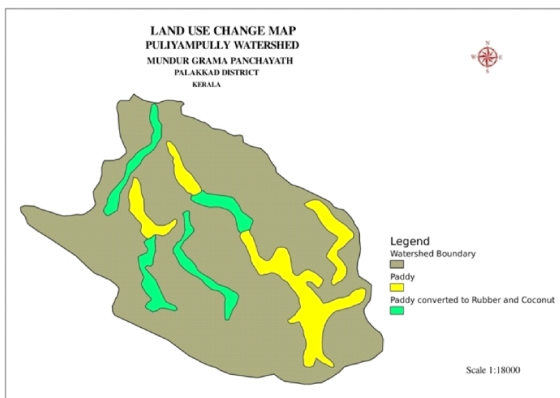 LAND USE CHANGE MAP
PULIYAMPULLY WATERSHED
MUNDUR GRAMA PANCHAYATH
PALAKKAD DISTRICT
KERALA
N
W E
S
Legend
Watershed Boundary
Paddy
Paddy converted to Rubber and Coconut
Scale 1:18000